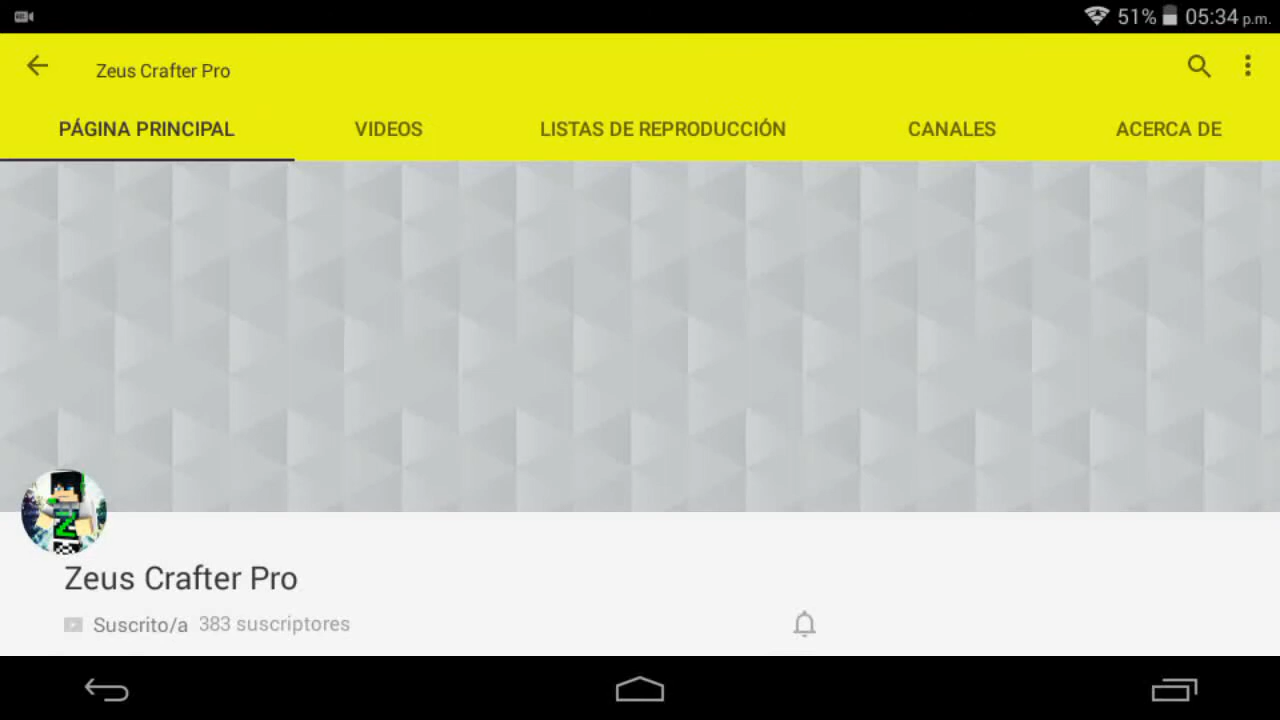 51% 05:34 p.m.
Zeus Crafter Pro
PÁGINA PRINCIPAL VIDEOS LISTAS DE REPRODUCCIÓN CANALES ACERCA DE
Z
Zeus Crafter Pro
Suscrito/a 383 suscriptores